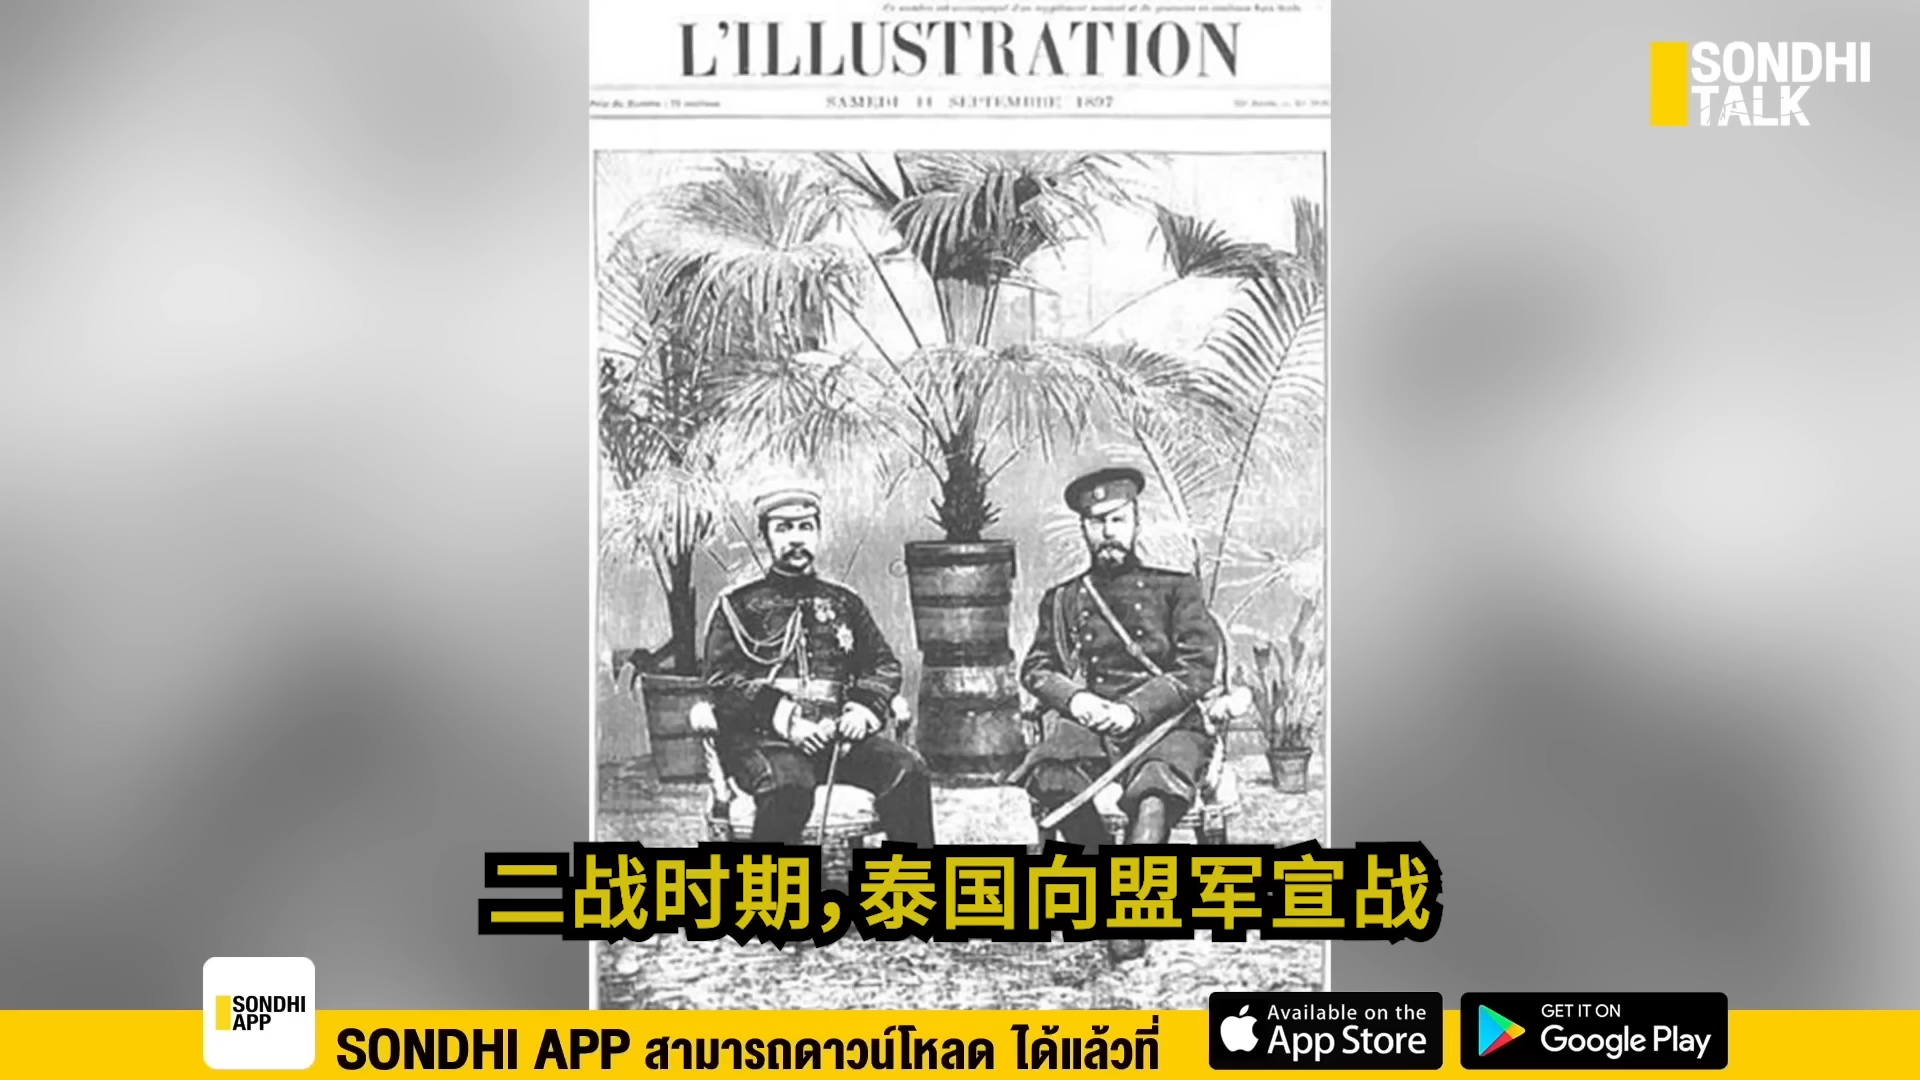 L'ILLUSTRATION
SAMEDI 11 SEPTEMBRE 1897
SONDHI
TALK
二战时期，泰国向盟军宣战
SONDHI
APP
SONDHI APP สามารถดาวน์โหลด ได้แล้วที่
Available on the
App Store
GET IT ON
Google Play